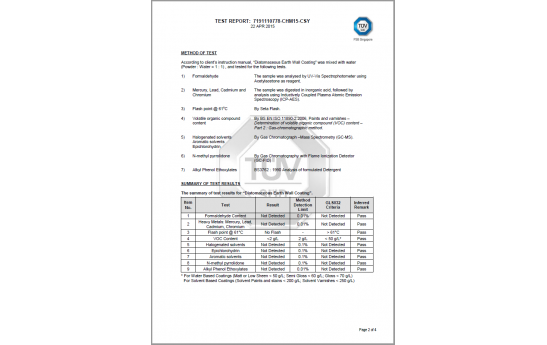 TEST REPORT: 7191110778-CHM15-CSY
22 APR 2015
TÜV
PSB Singapore
METHOD OF TEST
According to client's instruction manual, "Diatomaceous Earth Wall Coating" was mixed with water
(Powder : Water = 1 : 1), and tested for the following tests.
1) Formaldehyde The sample was analysed by UV-Vis Spectrophotometer using
Acetylacetone as reagent.
2) Mercury, Lead, Cadmium and The sample was digested in inorganic acid, followed by
Chromium analysis using Inductively Coupled Plasma Atomic Emission
Spectroscopy (ICP-AES).
3) Flash point @ 61°C By Seta Flash
4) Volatile organic compound By BS EN ISO 11890-2:2006, Paints and varnishes –
content Determination of volatile organic compound (VOC) content –
Part 2 : Gas-chromatographic method.
5) Halogenated solvents By Gas Chromatograph –Mass Spectrometry (GC-MS).
Aromatic solvents
Epichlorohydrin
6) N-methyl pyrrolidone By Gas Chromatography with Flame Ionization Detector
(GC-FID)
7) Alkyl Phenol Ethoxylates BS3762 : 1990 Analysis of formulated Detergent
SUMMARY OF TEST RESULTS
The summary of test results for "Diatomaceous Earth Wall Coating".
Item No. Test Result Method Detection Limit GLS032 Criteria Inferred Remark
1 Formaldehyde Content Not Detected 0.01% Not Detected Pass
2 Heavy Metals: Mercury, Lead, Cadmium, Chromium Not Detected 0.1% Not Detected Pass
3 Flash point @ 61°C No Flash - > 61°C Pass
4 VOC Content <2 g/L 2 g/L < 50 g/L* Pass
5 Halogenated solvents Not Detected 0.1% Not Detected Pass
6 Epichlorohydrin Not Detected 0.1% Not Detected Pass
7 Aromatic solvents Not Detected 0.1% Not Detected Pass
8 N-methyl pyrrolidone Not Detected 0.1% Not Detected Pass
9 Alkyl Phenol Ethoxylates Not Detected 0.01% Not Detected Pass
* For Water Based Coatings (Matt or Low Sheen < 50 g/L, Semi Gloss < 60 g/L, Gloss < 70 g/L)
For Solvent Based Coatings (Solvent Paints and stains < 200 g/L, Solvent Varnishes < 250 g/L)
Page 2 of 4